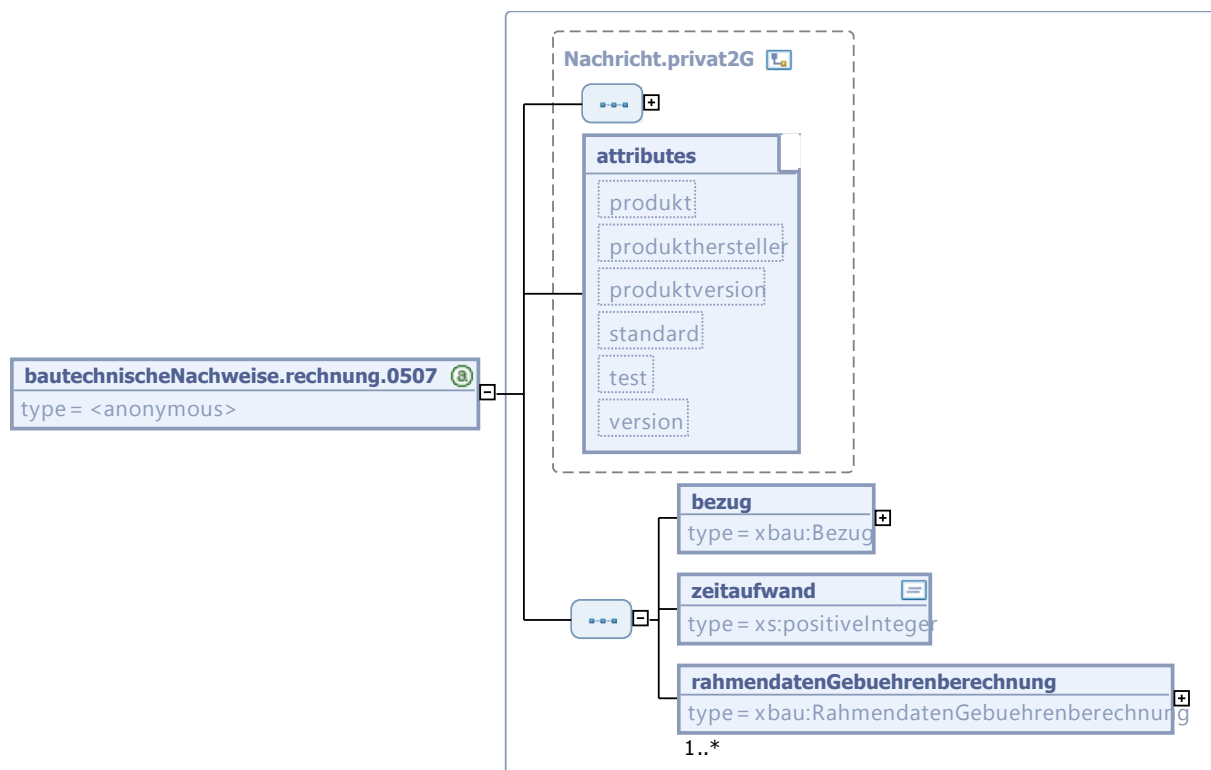 Nachricht.privat2G
attributes
produkt
produkthersteller
produktversion
standard
test
version
bautechnischeNachweise.rechnung.0507 a
type = <anonymous>
bezug
type = xbau:Bezug
zeitaufwand
type = xs:positiveInteger
rahmendatenGebuehrenberechnung
type = xbau:RahmendatenGebuehrenberechnung
1..*